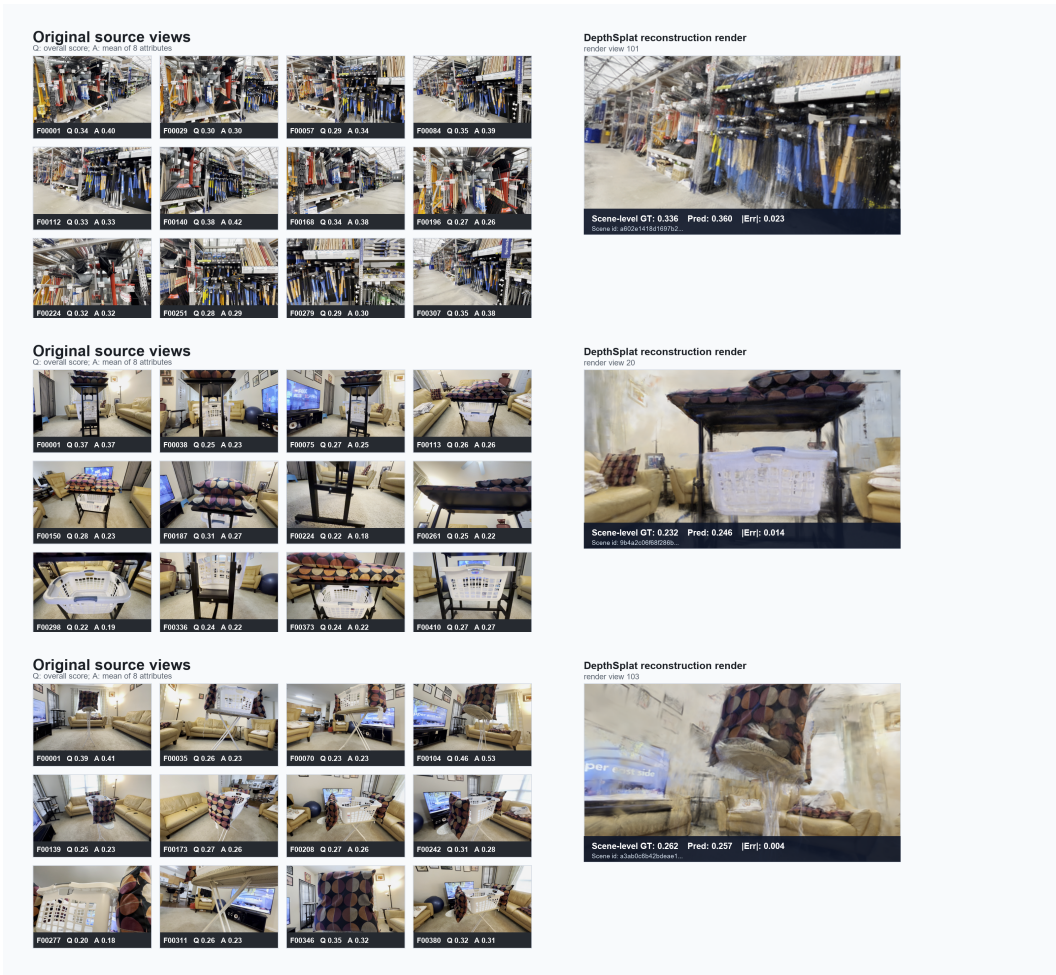 Original source views
Q: overall score; A: mean of 8 attributes
F00001 Q 0.34 A 0.40
F00029 Q 0.30 A 0.30
F00057 Q 0.29 A 0.34
F00084 Q 0.35 A 0.39
F00112 Q 0.33 A 0.33
F00140 Q 0.38 A 0.42
F00168 Q 0.34 A 0.38
F00196 Q 0.27 A 0.26
F00224 Q 0.32 A 0.32
F00251 Q 0.28 A 0.29
F00279 Q 0.29 A 0.30
F00307 Q 0.35 A 0.38
DepthSplat reconstruction render
render view 101
Scene-level GT: 0.336 Pred: 0.360 |Err|: 0.023
Scene id: a602e1418d1697b2...
Original source views
Q: overall score; A: mean of 8 attributes
F00001 Q 0.37 A 0.37
F00038 Q 0.25 A 0.23
F00075 Q 0.27 A 0.25
F00113 Q 0.26 A 0.26
F00150 Q 0.28 A 0.23
F00187 Q 0.31 A 0.27
F00224 Q 0.22 A 0.18
F00261 Q 0.25 A 0.22
F00298 Q 0.22 A 0.19
F00336 Q 0.24 A 0.22
F00373 Q 0.24 A 0.22
F00410 Q 0.27 A 0.27
DepthSplat reconstruction render
render view 20
Scene-level GT: 0.232 Pred: 0.246 |Err|: 0.014
Scene id: 9b4a2c06f68f286b...
Original source views
Q: overall score; A: mean of 8 attributes
F00001 Q 0.39 A 0.41
F00035 Q 0.26 A 0.23
F00070 Q 0.23 A 0.23
F00104 Q 0.46 A 0.53
F00139 Q 0.25 A 0.23
F00173 Q 0.27 A 0.26
F00208 Q 0.27 A 0.26
F00242 Q 0.31 A 0.28
F00277 Q 0.20 A 0.18
F00311 Q 0.26 A 0.23
F00346 Q 0.35 A 0.32
F00380 Q 0.32 A 0.31
DepthSplat reconstruction render
render view 103
side
Scene-level GT: 0.262 Pred: 0.257 |Err|: 0.004
Scene id: a3ab0c6b42bdeae1...